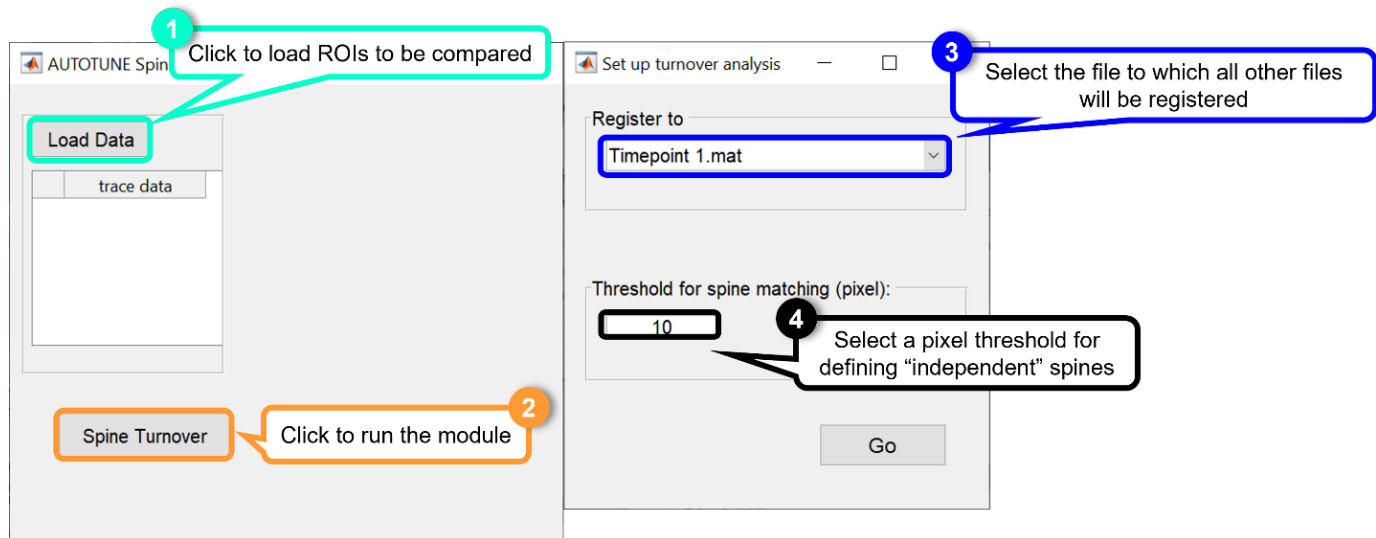 1
Click to load ROIs to be compared
AUTOTUNE Spin
Load Data
trace data
2
Spine Turnover
Click to run the module
Set up turnover analysis
3
Select the file to which all other files
will be registered
Register to
Timepoint 1.mat
Threshold for spine matching (pixel):
10
4
Select a pixel threshold for
defining “independent” spines
Go